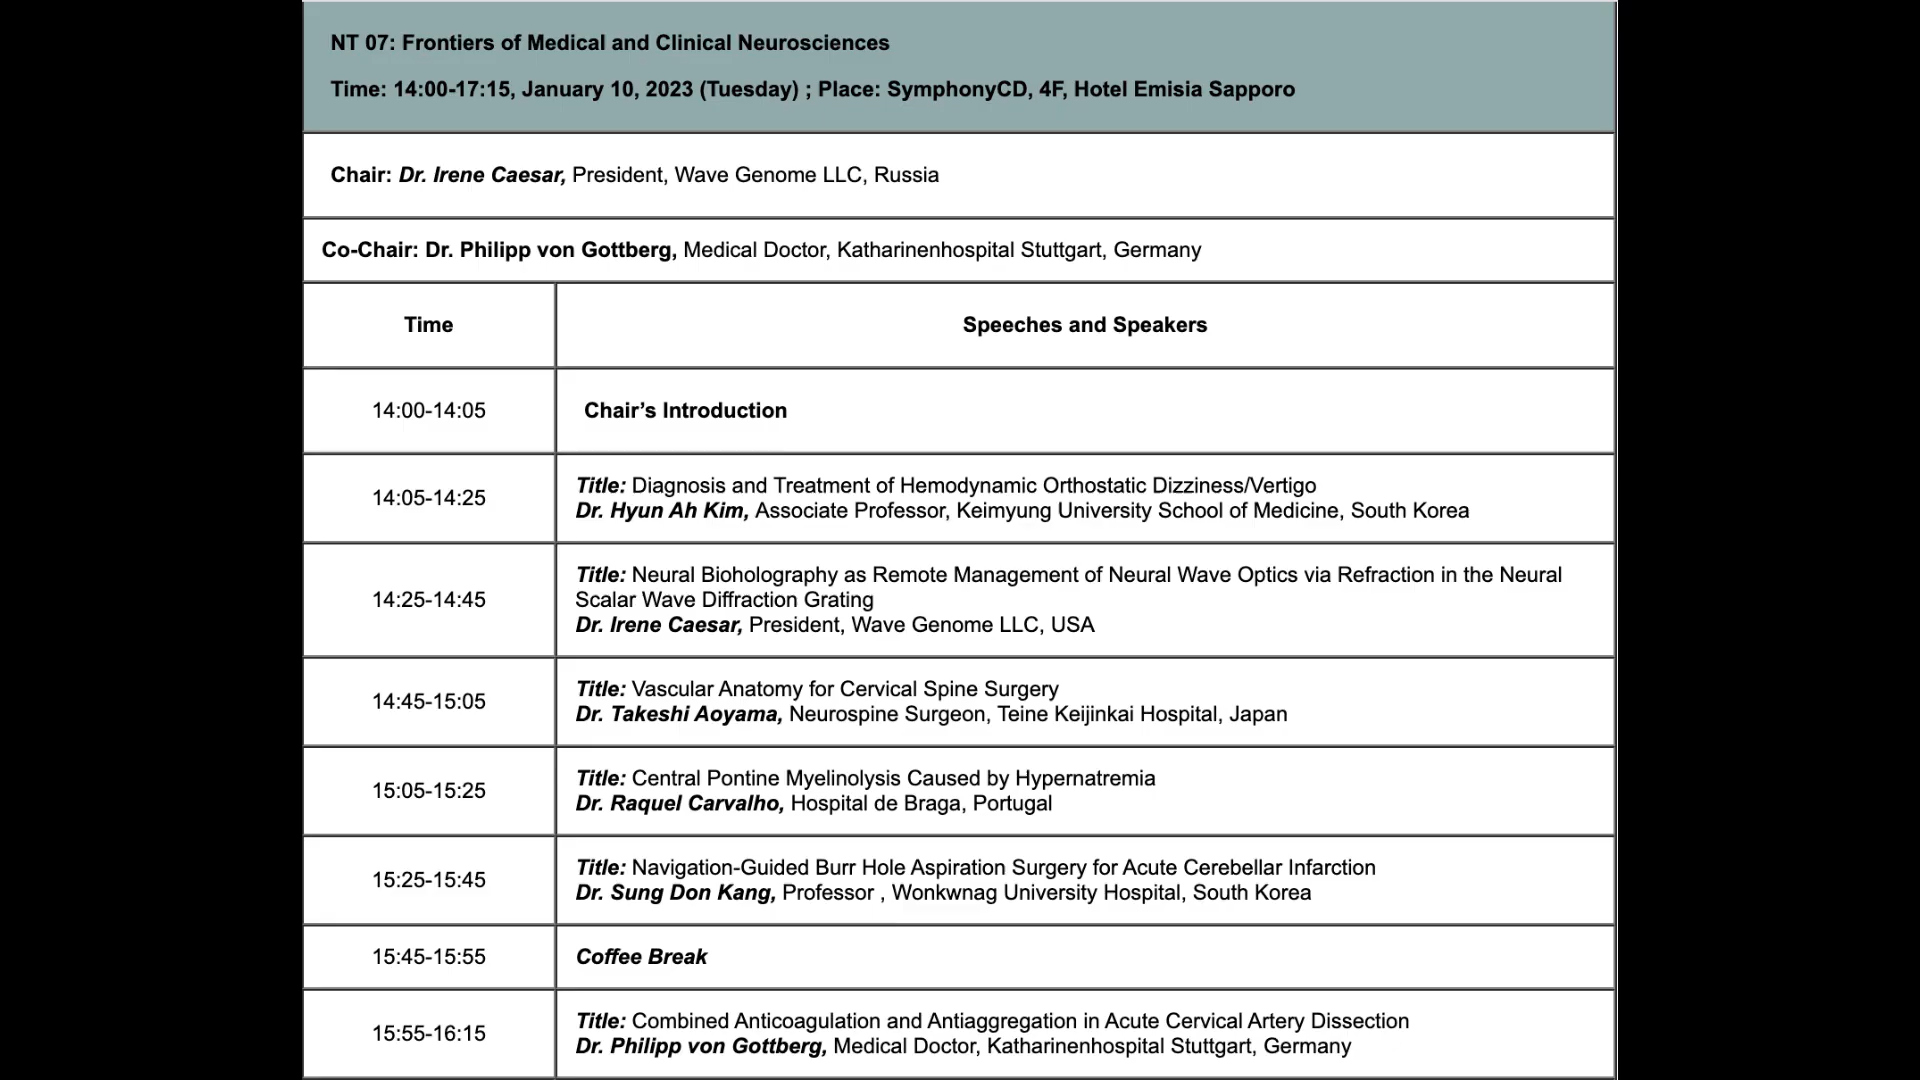 NT 07: Frontiers of Medical and Clinical Neurosciences
Time: 14:00-17:15, January 10, 2023 (Tuesday) ; Place: SymphonyCD, 4F, Hotel Emisia Sapporo
Chair: Dr. Irene Caesar, President, Wave Genome LLC, Russia
Co-Chair: Dr. Philipp von Gottberg, Medical Doctor, Katharinenhospital Stuttgart, Germany
Time
Speeches and Speakers
14:00-14:05
Chair’s Introduction
14:05-14:25
Title: Diagnosis and Treatment of Hemodynamic Orthostatic Dizziness/Vertigo
Dr. Hyun Ah Kim, Associate Professor, Keimyung University School of Medicine, South Korea
14:25-14:45
Title: Neural Bioholography as Remote Management of Neural Wave Optics via Refraction in the Neural
Scalar Wave Diffraction Grating
Dr. Irene Caesar, President, Wave Genome LLC, USA
14:45-15:05
Title: Vascular Anatomy for Cervical Spine Surgery
Dr. Takeshi Aoyama, Neurospine Surgeon, Teine Keijinkai Hospital, Japan
15:05-15:25
Title: Central Pontine Myelinolysis Caused by Hypernatremia
Dr. Raquel Carvalho, Hospital de Braga, Portugal
15:25-15:45
Title: Navigation-Guided Burr Hole Aspiration Surgery for Acute Cerebellar Infarction
Dr. Sung Don Kang, Professor , Wonkwnag University Hospital, South Korea
15:45-15:55
Coffee Break
15:55-16:15
Title: Combined Anticoagulation and Antiaggregation in Acute Cervical Artery Dissection
Dr. Philipp von Gottberg, Medical Doctor, Katharinenhospital Stuttgart, Germany